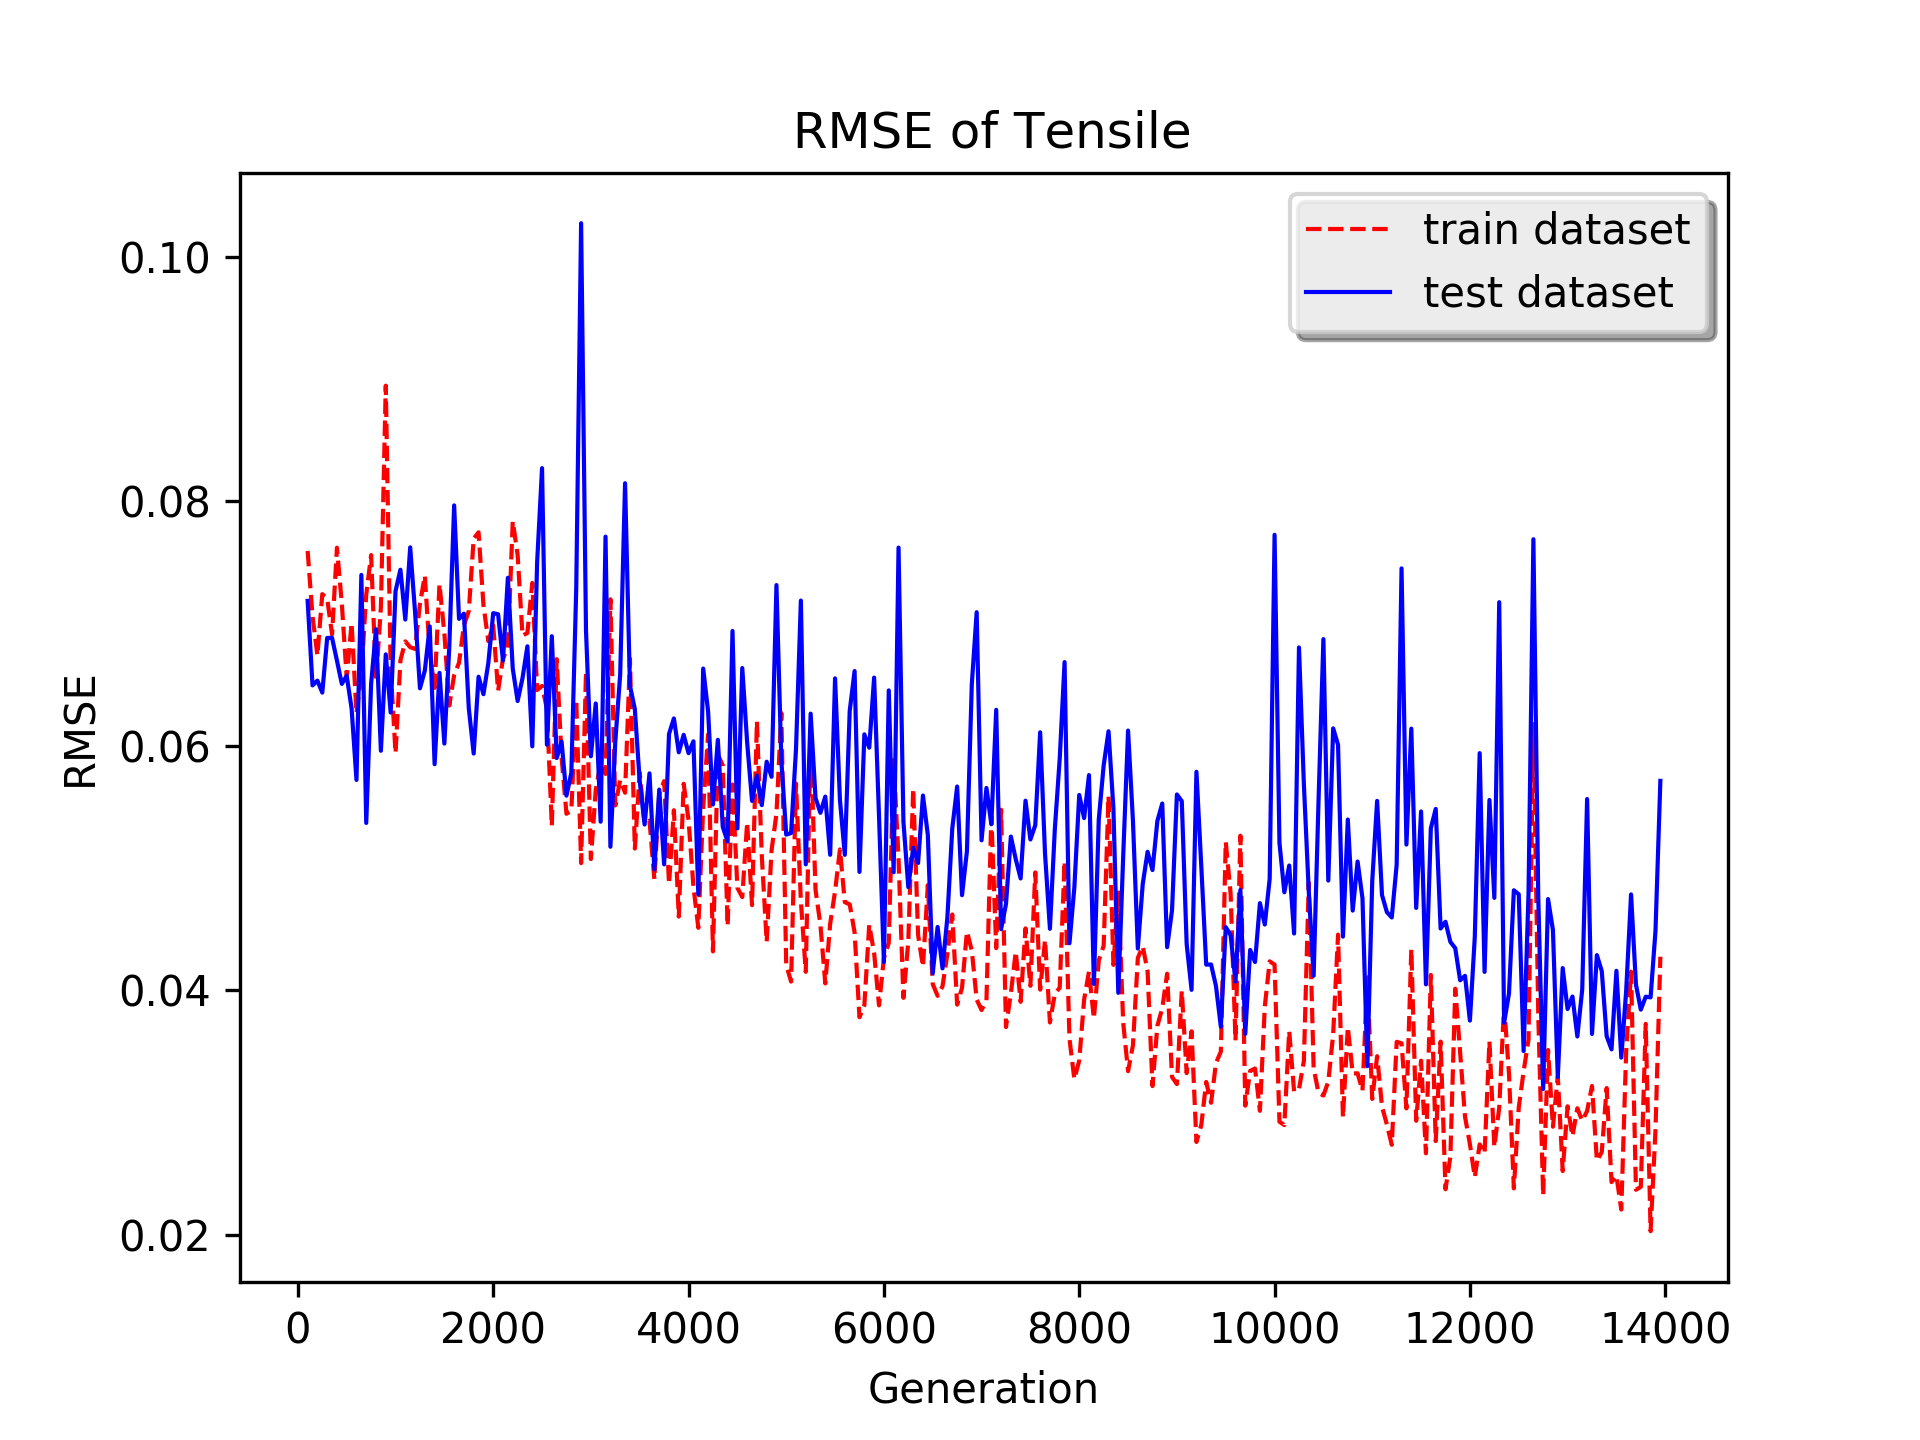 RMSE of Tensile
train dataset
test dataset
RMSE
0.10
0.08
0.06
0.04
0.02
0 2000 4000 6000 8000 10000 12000 14000
Generation